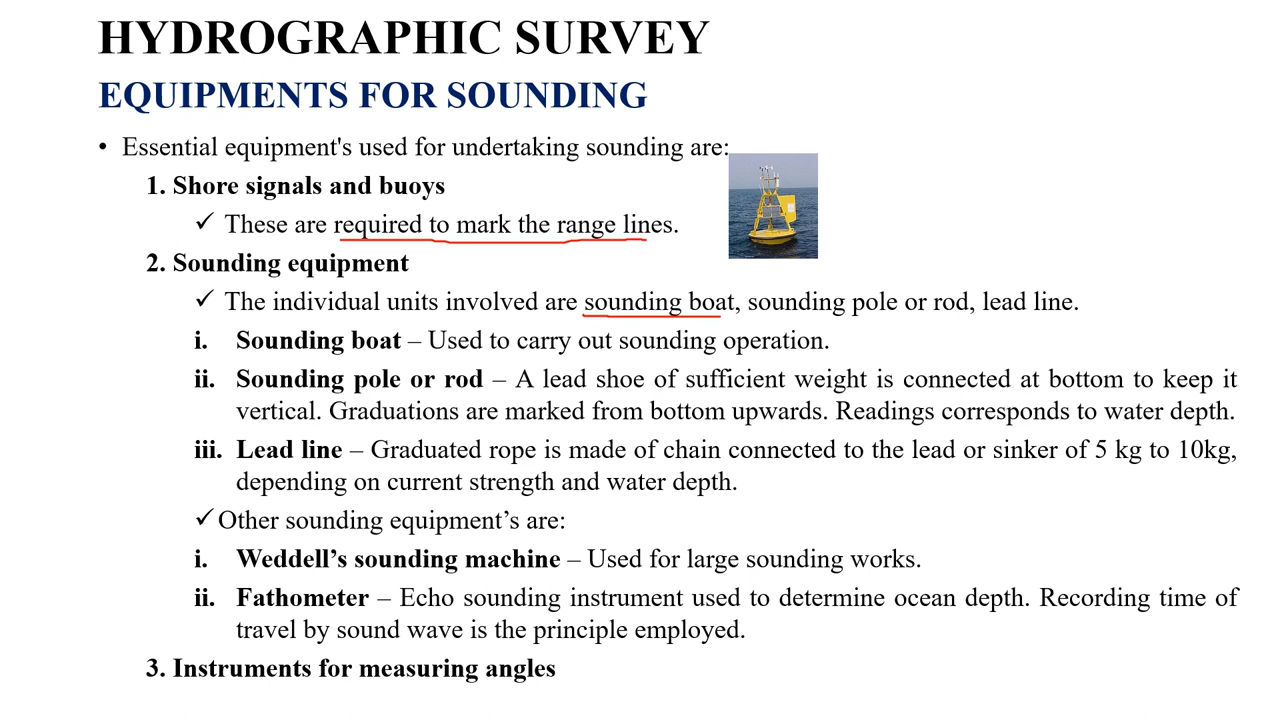 HYDROGRAPHIC SURVEY
EQUIPMENTS FOR SOUNDING
• Essential equipment's used for undertaking sounding are:
1. Shore signals and buoys
✓ These are required to mark the range lines.
2. Sounding equipment
✓ The individual units involved are sounding boat, sounding pole or rod, lead line.
i. Sounding boat – Used to carry out sounding operation.
ii. Sounding pole or rod – A lead shoe of sufficient weight is connected at bottom to keep it
vertical. Graduations are marked from bottom upwards. Readings corresponds to water depth.
iii. Lead line – Graduated rope is made of chain connected to the lead or sinker of 5 kg to 10kg,
depending on current strength and water depth.
✓ Other sounding equipment’s are:
i. Weddell’s sounding machine – Used for large sounding works.
ii. Fathometer – Echo sounding instrument used to determine ocean depth. Recording time of
travel by sound wave is the principle employed.
3. Instruments for measuring angles